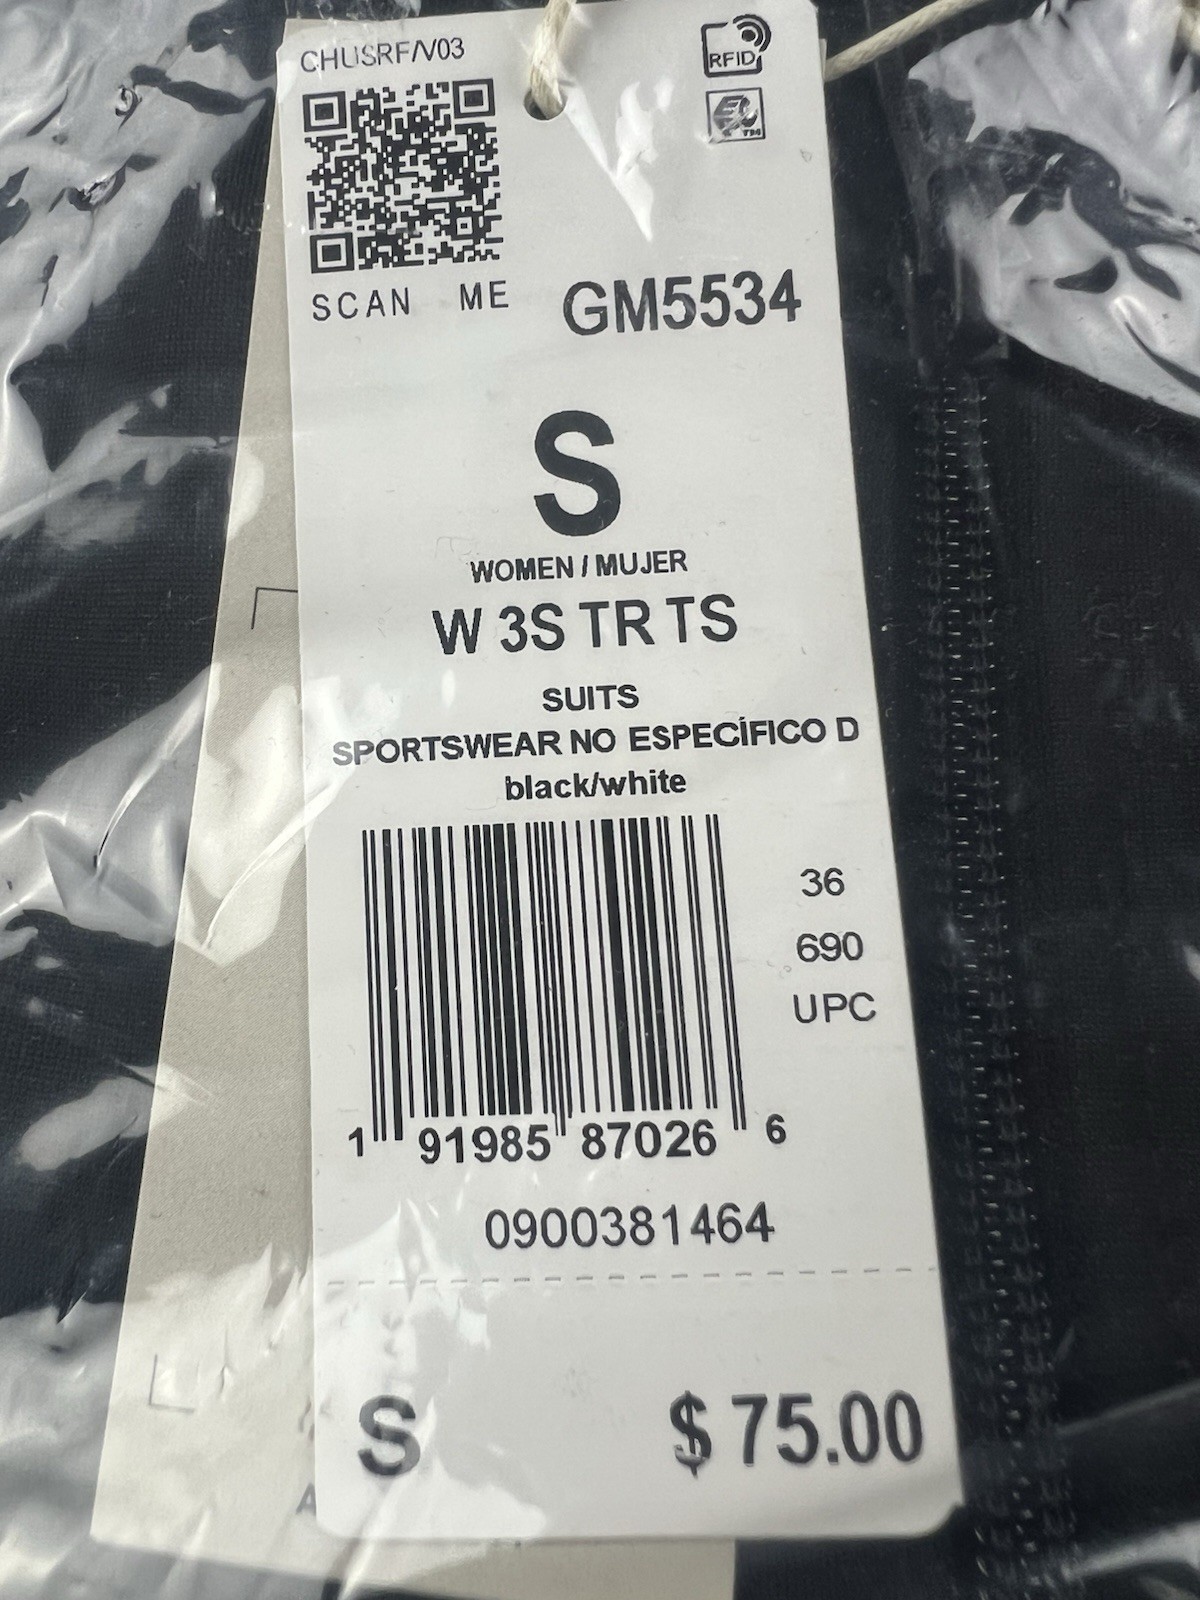 CHUSRF/V03
RFID
TM
SCAN ME
GM5534
S
WOMEN / MUJER
W 3S TR TS
SUITS
SPORTSWEAR NO ESPECÍFICO D
black/white
36
690
UPC
1 91985 87026 6
0900381464
S $ 75.00